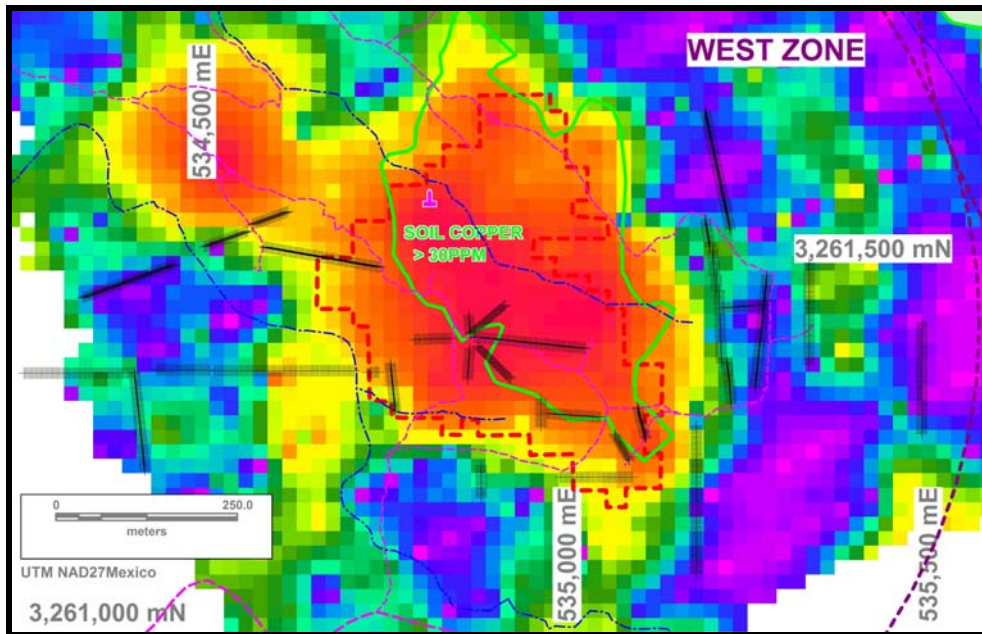 WEST ZONE
534,500 mE
SOIL COPPER
> 30PPM
3,261,500 mN
0 250.0
meters
UTM NAD27Mexico
3,261,000 mN
535,000 mE
535,500 mE